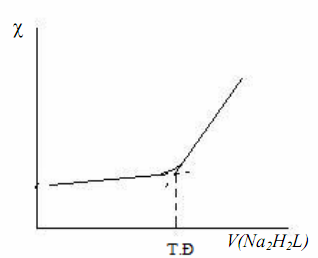 χ
V(Na₂H₂L)
T.Đ